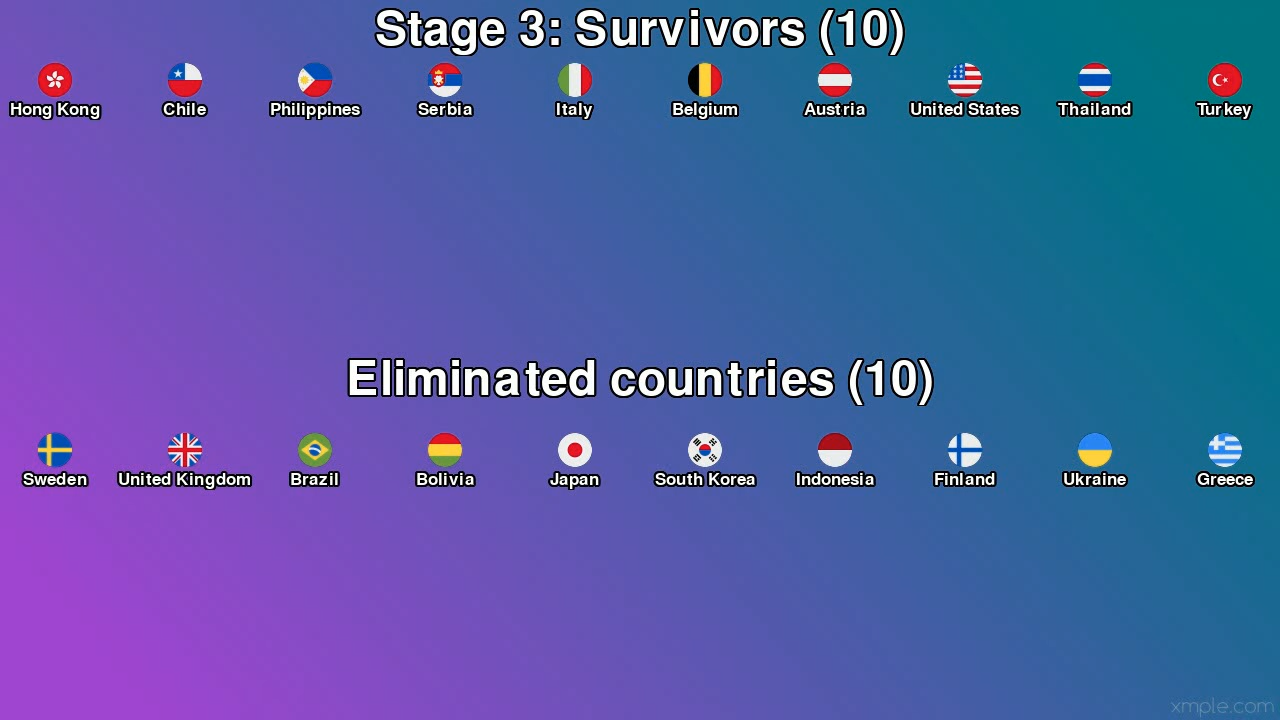 Stage 3: Survivors (10)
Hong Kong Chile Philippines Serbia Italy Belgium Austria United States Thailand Turkey
Eliminated countries (10)
Sweden United Kingdom Brazil Bolivia Japan South Korea Indonesia Finland Ukraine Greece
xmple.com